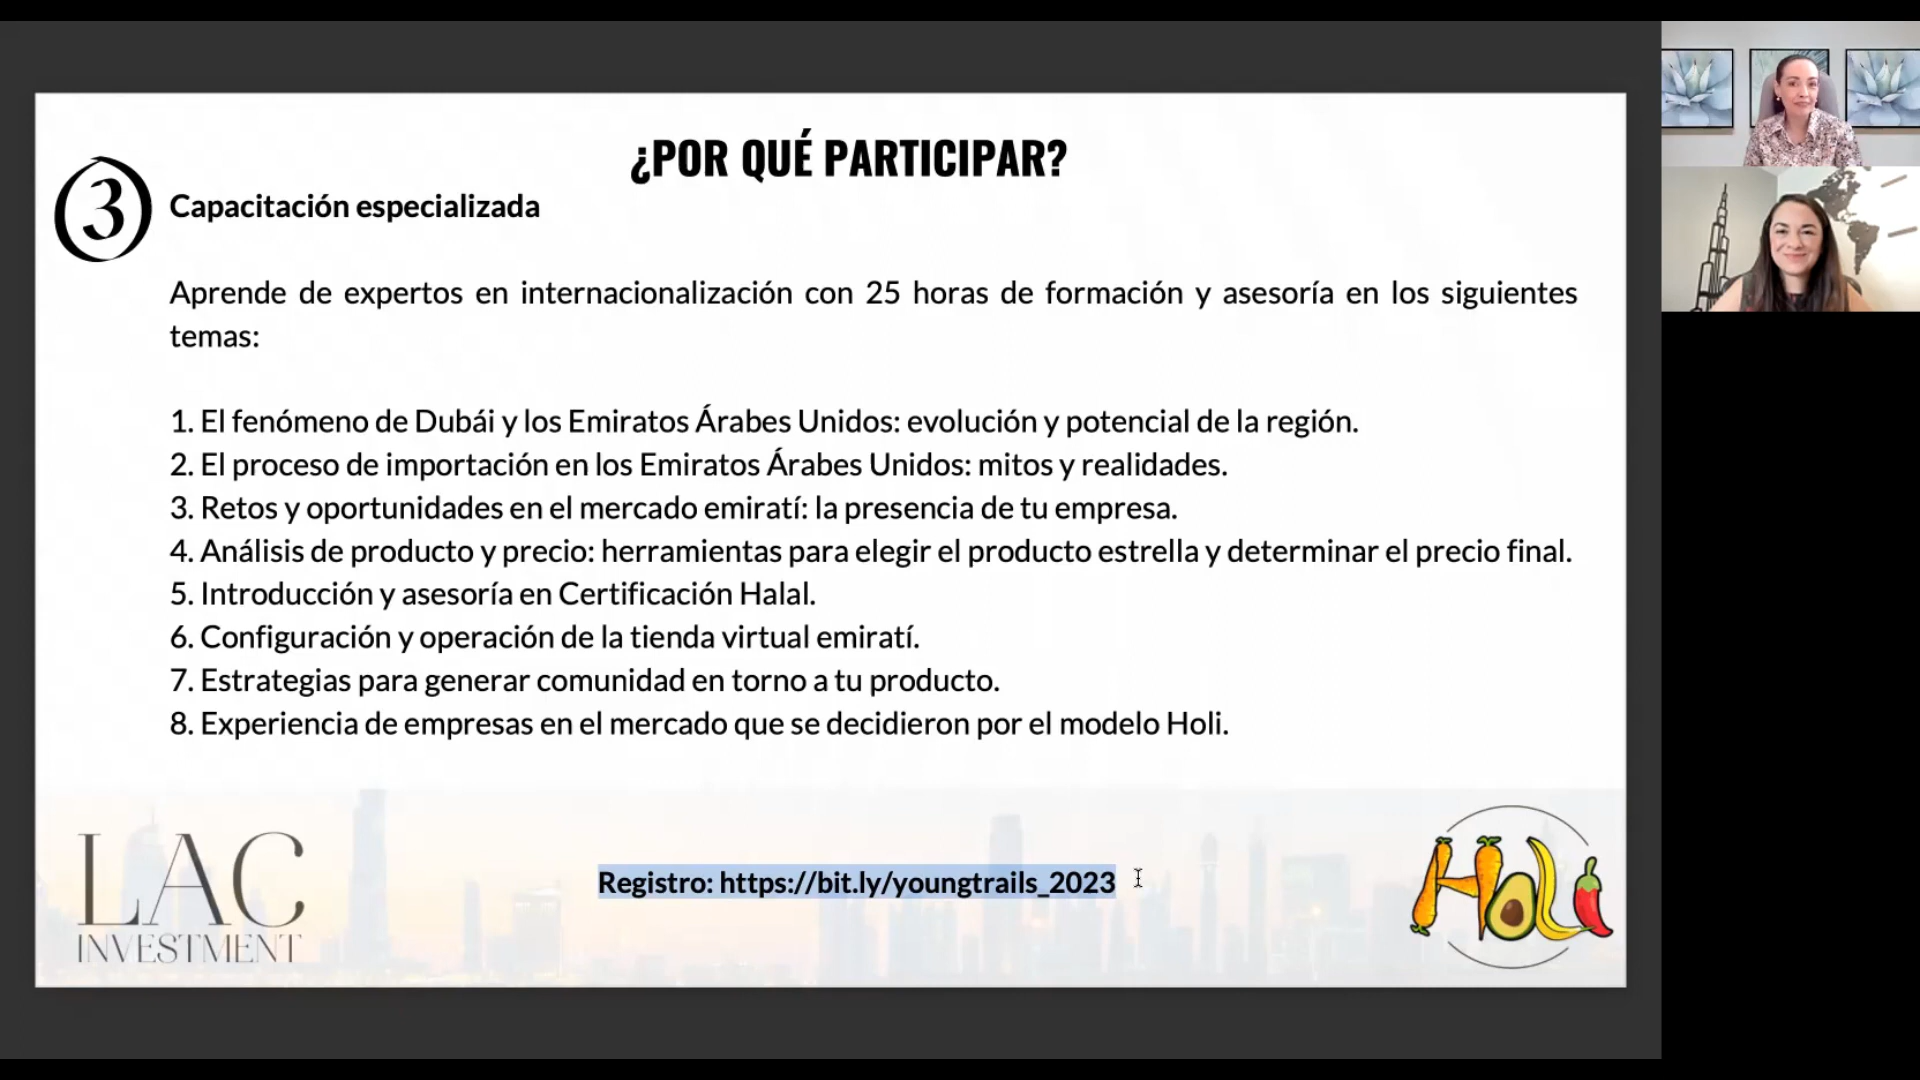 ¿POR QUÉ PARTICIPAR?
3
Capacitación especializada
Aprende de expertos en internacionalización con 25 horas de formación y asesoría en los siguientes
temas:
1. El fenómeno de Dubái y los Emiratos Árabes Unidos: evolución y potencial de la región.
2. El proceso de importación en los Emiratos Árabes Unidos: mitos y realidades.
3. Retos y oportunidades en el mercado emiratí: la presencia de tu empresa.
4. Análisis de producto y precio: herramientas para elegir el producto estrella y determinar el precio final.
5. Introducción y asesoría en Certificación Halal.
6. Configuración y operación de la tienda virtual emiratí.
7. Estrategias para generar comunidad en torno a tu producto.
8. Experiencia de empresas en el mercado que se decidieron por el modelo Holi.
LAC
INVESTMENT
Registro: https://bit.ly/youngtrails_2023
Holi